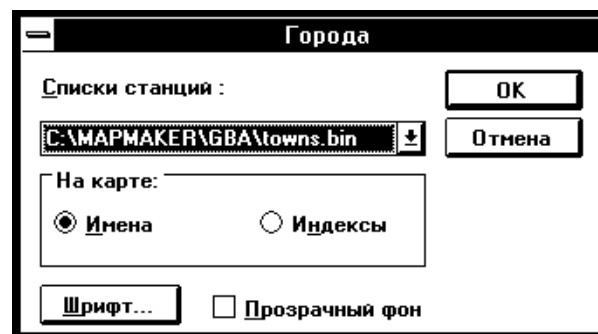 Города
Списки станций :
OK
C:\MAPMAKER\GBA\towns.bin
Отмена
На карте:
Имена
Индексы
Шрифт...
Прозрачный фон